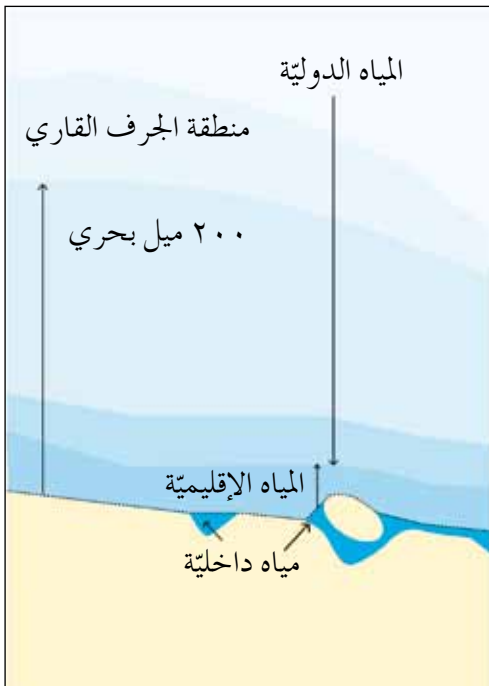 المياه الدوليّة
منطقة الجرف القاري
٢٠٠ ميل بحري
المياه الإقليميّة
مياه داخليّة